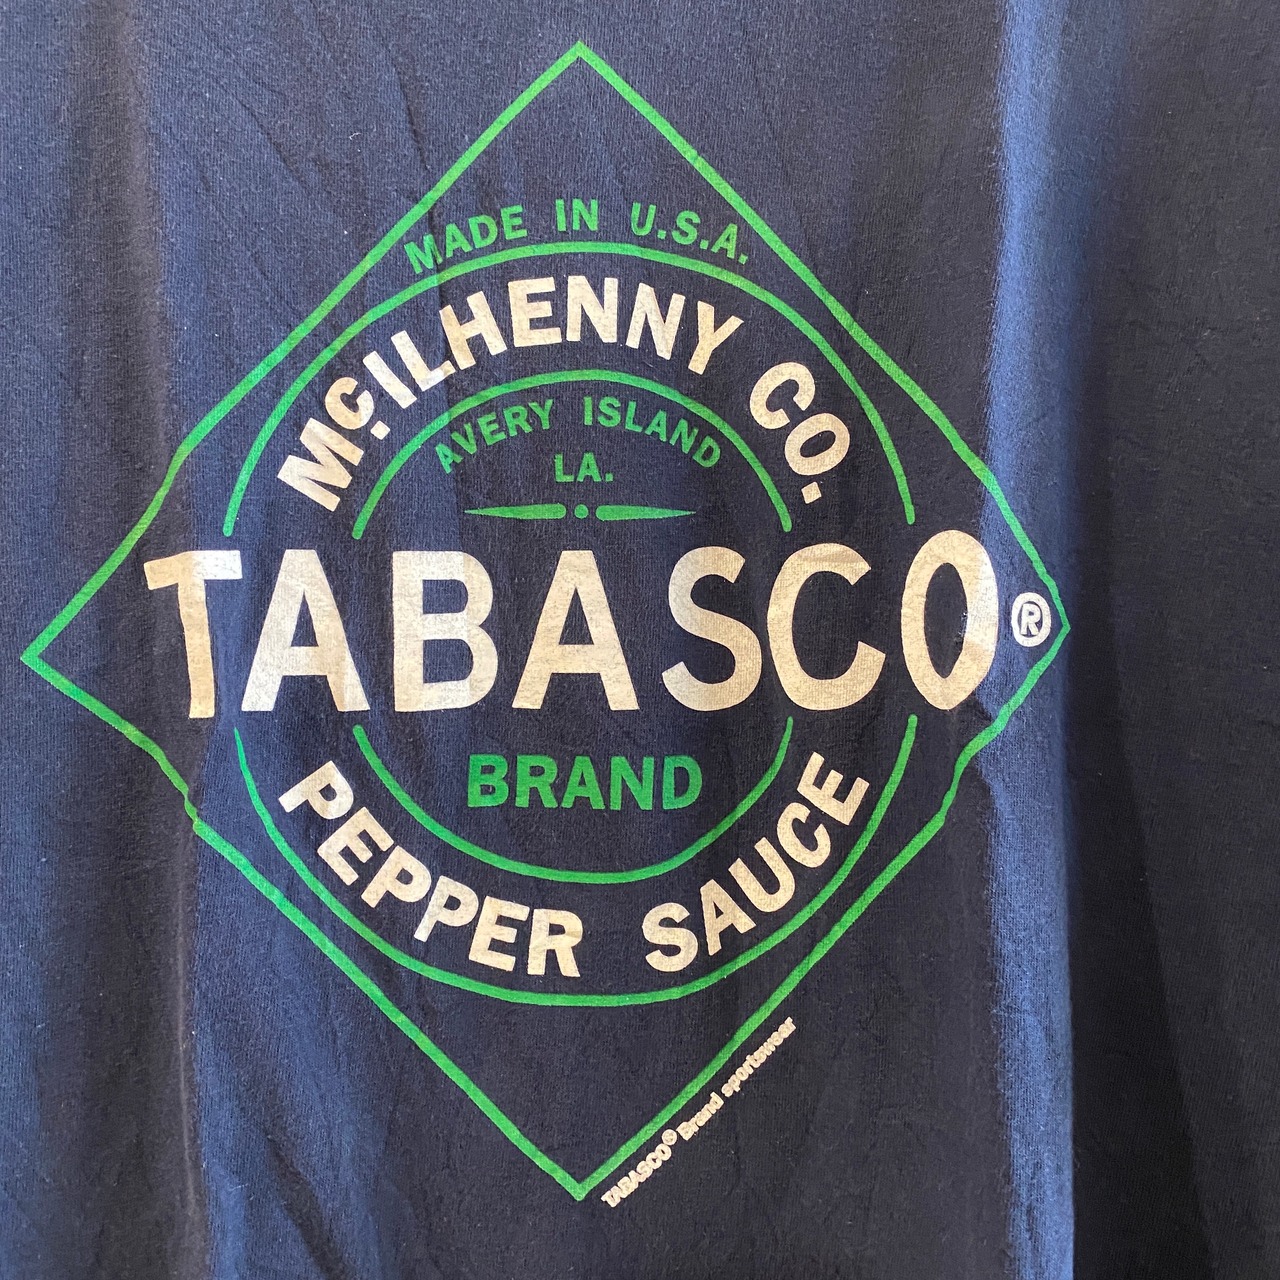 MADE IN U.S.A.
McILHENNY CO.
AVERY ISLAND
LA.
TABASCO®
BRAND
PEPPER SAUCE
TABASCO® Brand sportswear